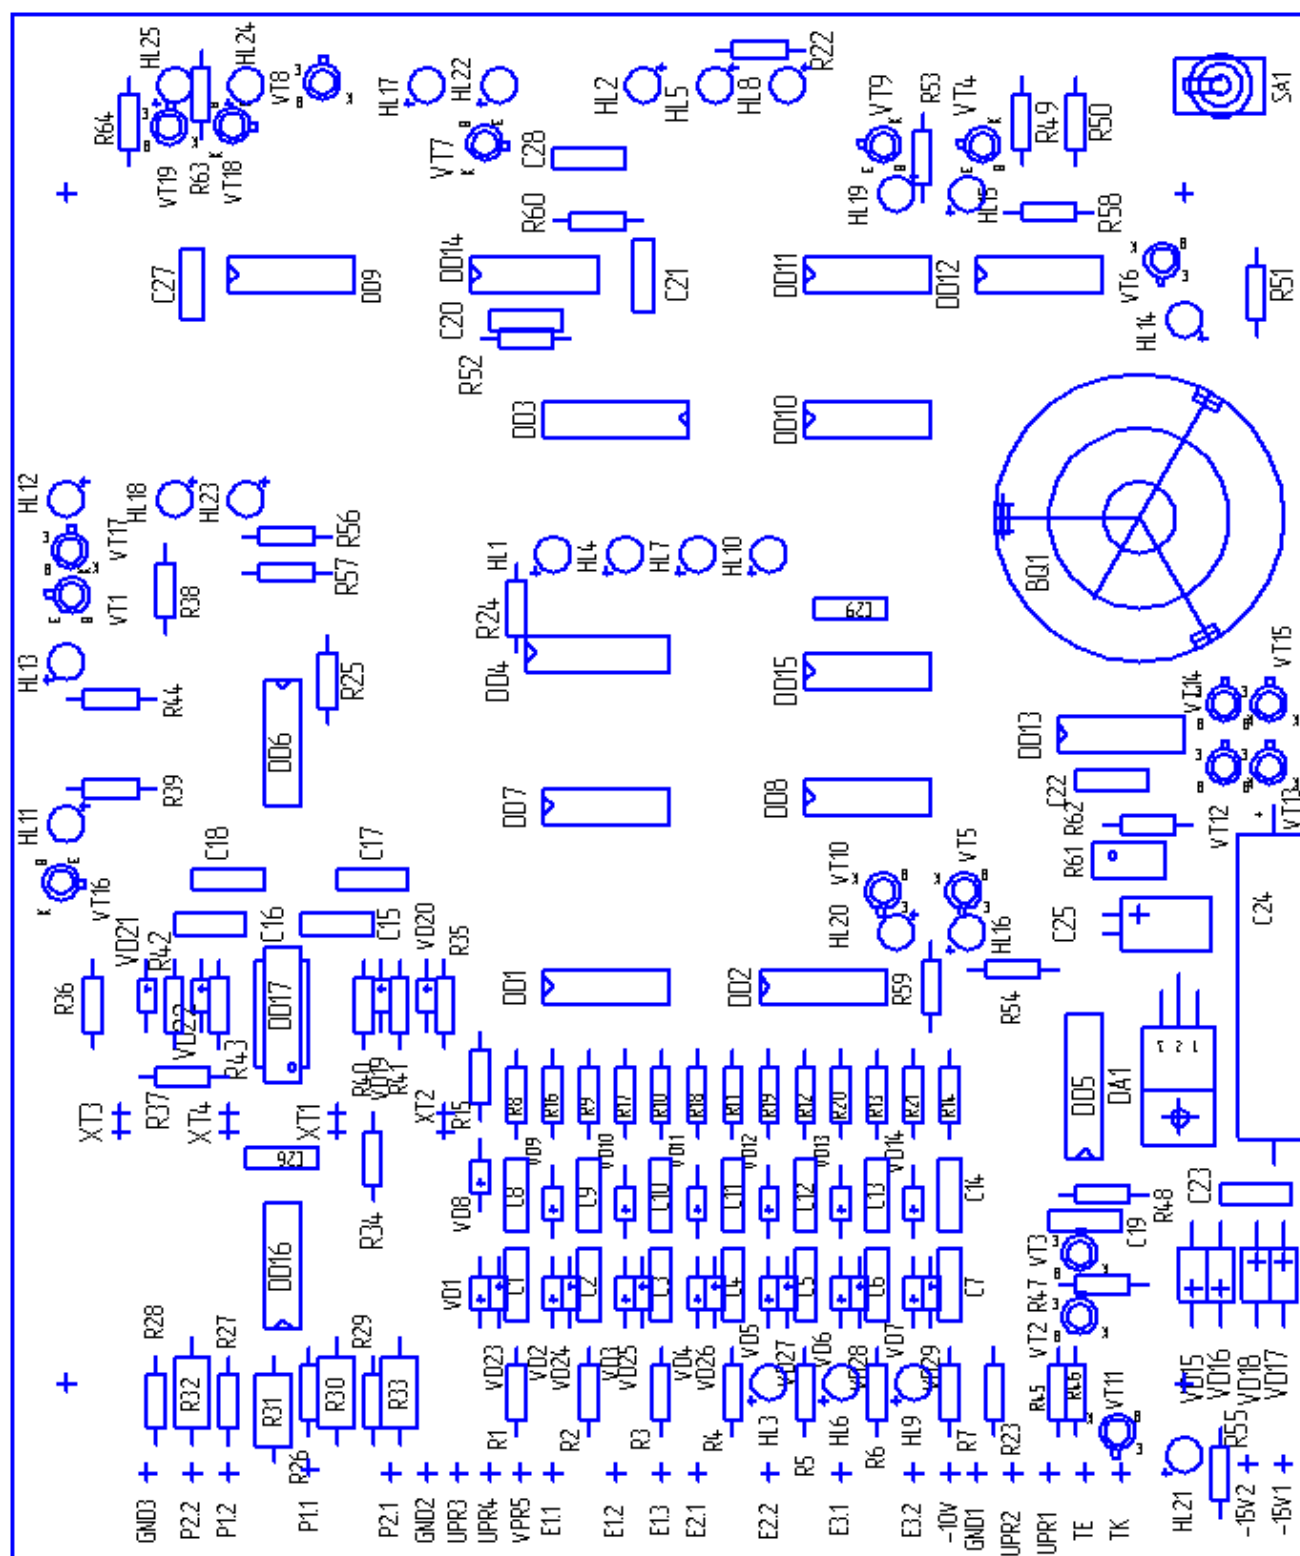 HL25
HL24
R64
VT19
R63
VT18
VT8
HL17
HL22
VT7
C28
R60
HL2
HL5
HL8
R22
VT9
R53
VT4
R49
R50
SA1
HL19
HL15
R58
C27
DD9
DD14
C20
R52
C21
DD11
DD12
VT6
HL14
R51
DD3
DD10
HL12
HL18
HL23
VT17
VT1
R38
R56
R57
HL1
HL4
HL7
HL10
R24
C29
BQ1
HL13
R44
R25
DD6
DD4
DD15
DD13
VT14
VT15
R39
HL11
DD7
DD8
C22
R62
VT12
VT13
VT16
C18
C17
R61
VT10
VT5
HL20
HL16
C25
C24
VD21
R42
C16
C15
VD20
R35
R36
VD22
R43
DD17
DD1
DD2
R59
R54
R37
R40
VD19
R41
XT3
XT4
XT1
XT2
R15
R8
R16
R9
R17
R10
R18
R11
R19
R12
R20
R13
R21
R14
DD5
DA1
1 2 3
C26
R34
VD8
VD9
VD10
VD11
VD12
VD13
VD14
C8
C9
C10
C11
C12
C13
C14
R48
C19
C23
DD16
VD1
C1
C2
C3
C4
C5
C6
C7
VT3
R47
VT2
R28
R27
R29
R32
R31
R30
R33
R26
VD23
VD2
VD24
VD3
VD25
VD4
VD26
VD5
VD27
VD6
VD28
VD7
VD29
R1
R2
R3
R4
HL3
R5
HL6
R6
HL9
R7
R23
R45
R46
VT11
VD15
VD16
VD18
VD17
HL21
R55
GND3
P2.2
P1.2
P1.1
P2.1
GND2
UPR3
UPR4
VPR5
E1.1
E1.2
E1.3
E2.1
E2.2
E3.1
E3.2
-10V
GND1
UPR2
UPR1
TE
TK
-15V2
-15V1